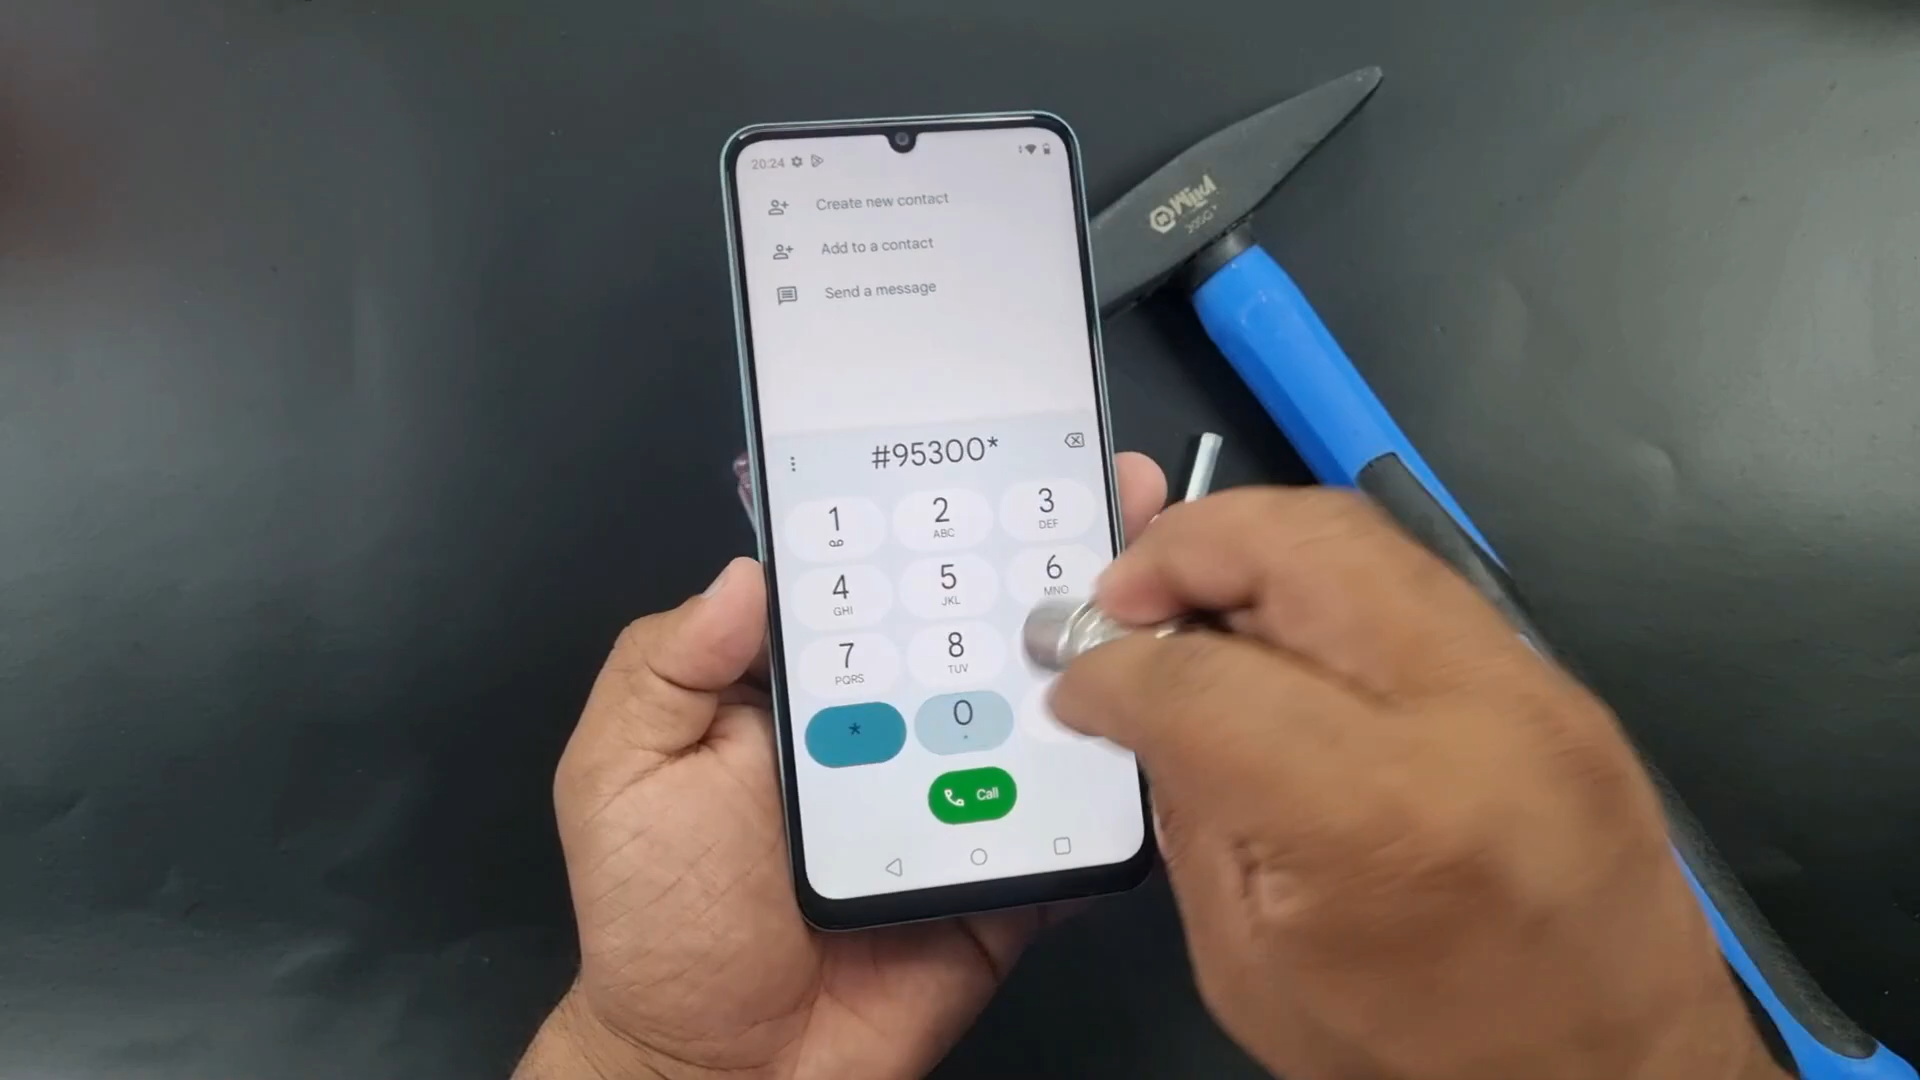 20:24
Create new contact
Add to a contact
Send a message
#95300*
1
2
ABC
3
DEF
4
GHI
5
JKL
6
MNO
7
PQRS
8
TUV
*
0
Call